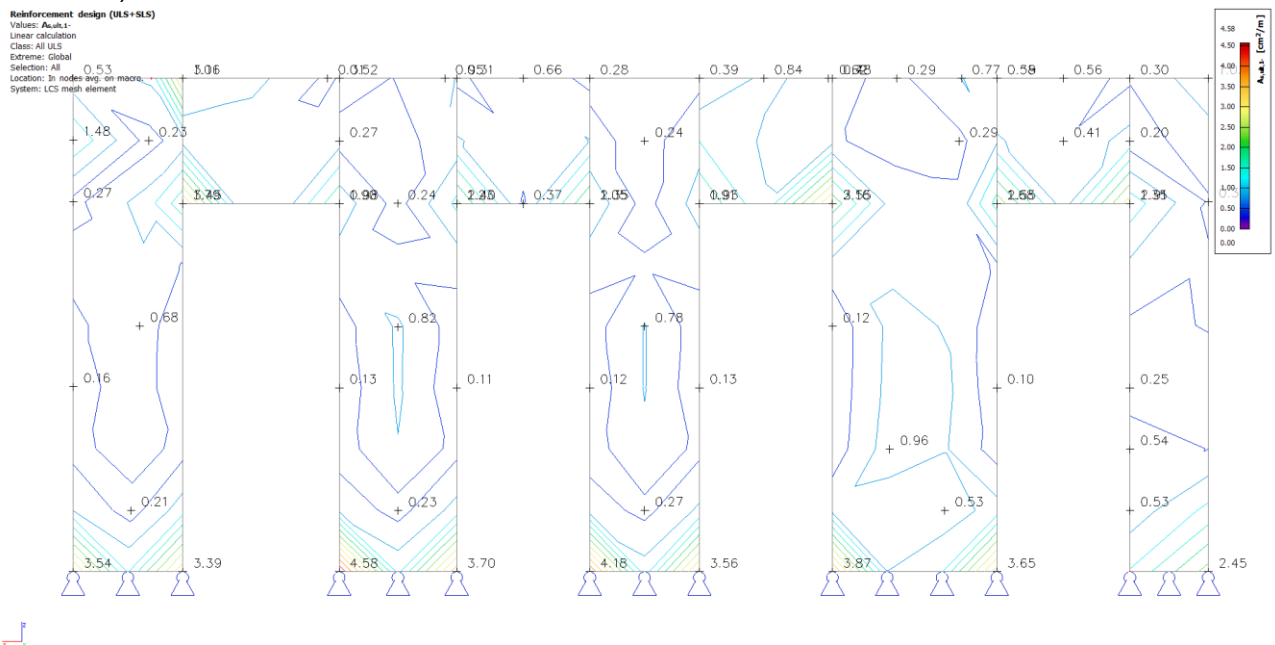 Reinforcement design (ULS+SLS)
Values: As,ult,1-
Linear calculation
Class: All ULS
Extreme: Global
Selection: All
Location: In nodes avg. on macro.
System: LCS mesh element
4.58
4.50
4.00
3.50
3.00
2.50
2.00
1.50
1.00
0.50
0.00
As,ult,1- [cm²/m]
0.53 0.66 0.28 0.39 0.84 0.29 0.77 0.56 0.30
1.48 0.23 0.27 0.24 0.29 0.41 0.20
0.27 0.24 0.37
0.68 0.82 0.78 0.12
0.16 0.13 0.11 0.12 0.13 0.10 0.25
0.96 0.54
0.21 0.23 0.27 0.53 0.53
3.54 3.39 4.58 3.70 4.18 3.56 3.87 3.65 2.45